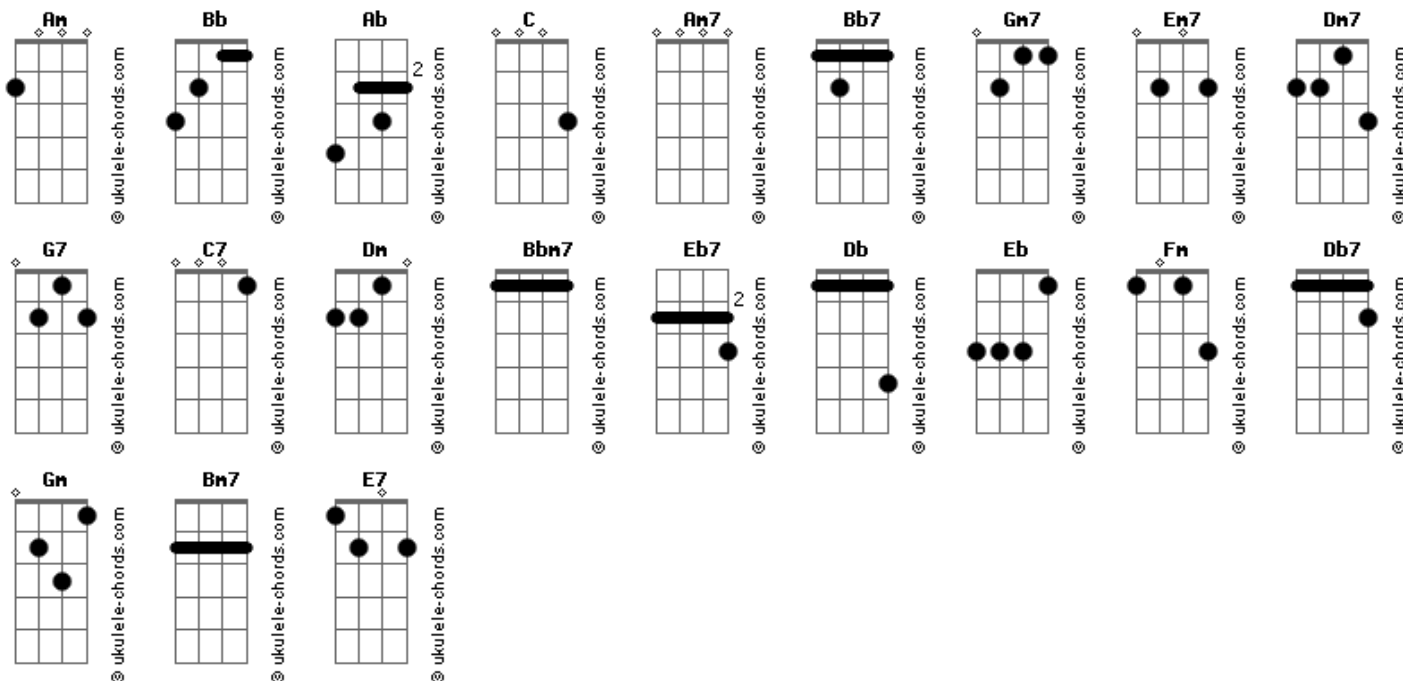 Am Bb Ab C Am7 Bb7 Gm7 Em7 Dm7
2
© ukulele-chords.com © ukulele-chords.com © ukulele-chords.com © ukulele-chords.com © ukulele-chords.com © ukulele-chords.com © ukulele-chords.com © ukulele-chords.com © ukulele-chords.com
G7 C7 Dm Bbm7 Eb7 Db Eb Fm Db7
2
© ukulele-chords.com © ukulele-chords.com © ukulele-chords.com © ukulele-chords.com © ukulele-chords.com © ukulele-chords.com © ukulele-chords.com © ukulele-chords.com © ukulele-chords.com
Gm Bm7 E7
© ukulele-chords.com © ukulele-chords.com © ukulele-chords.com